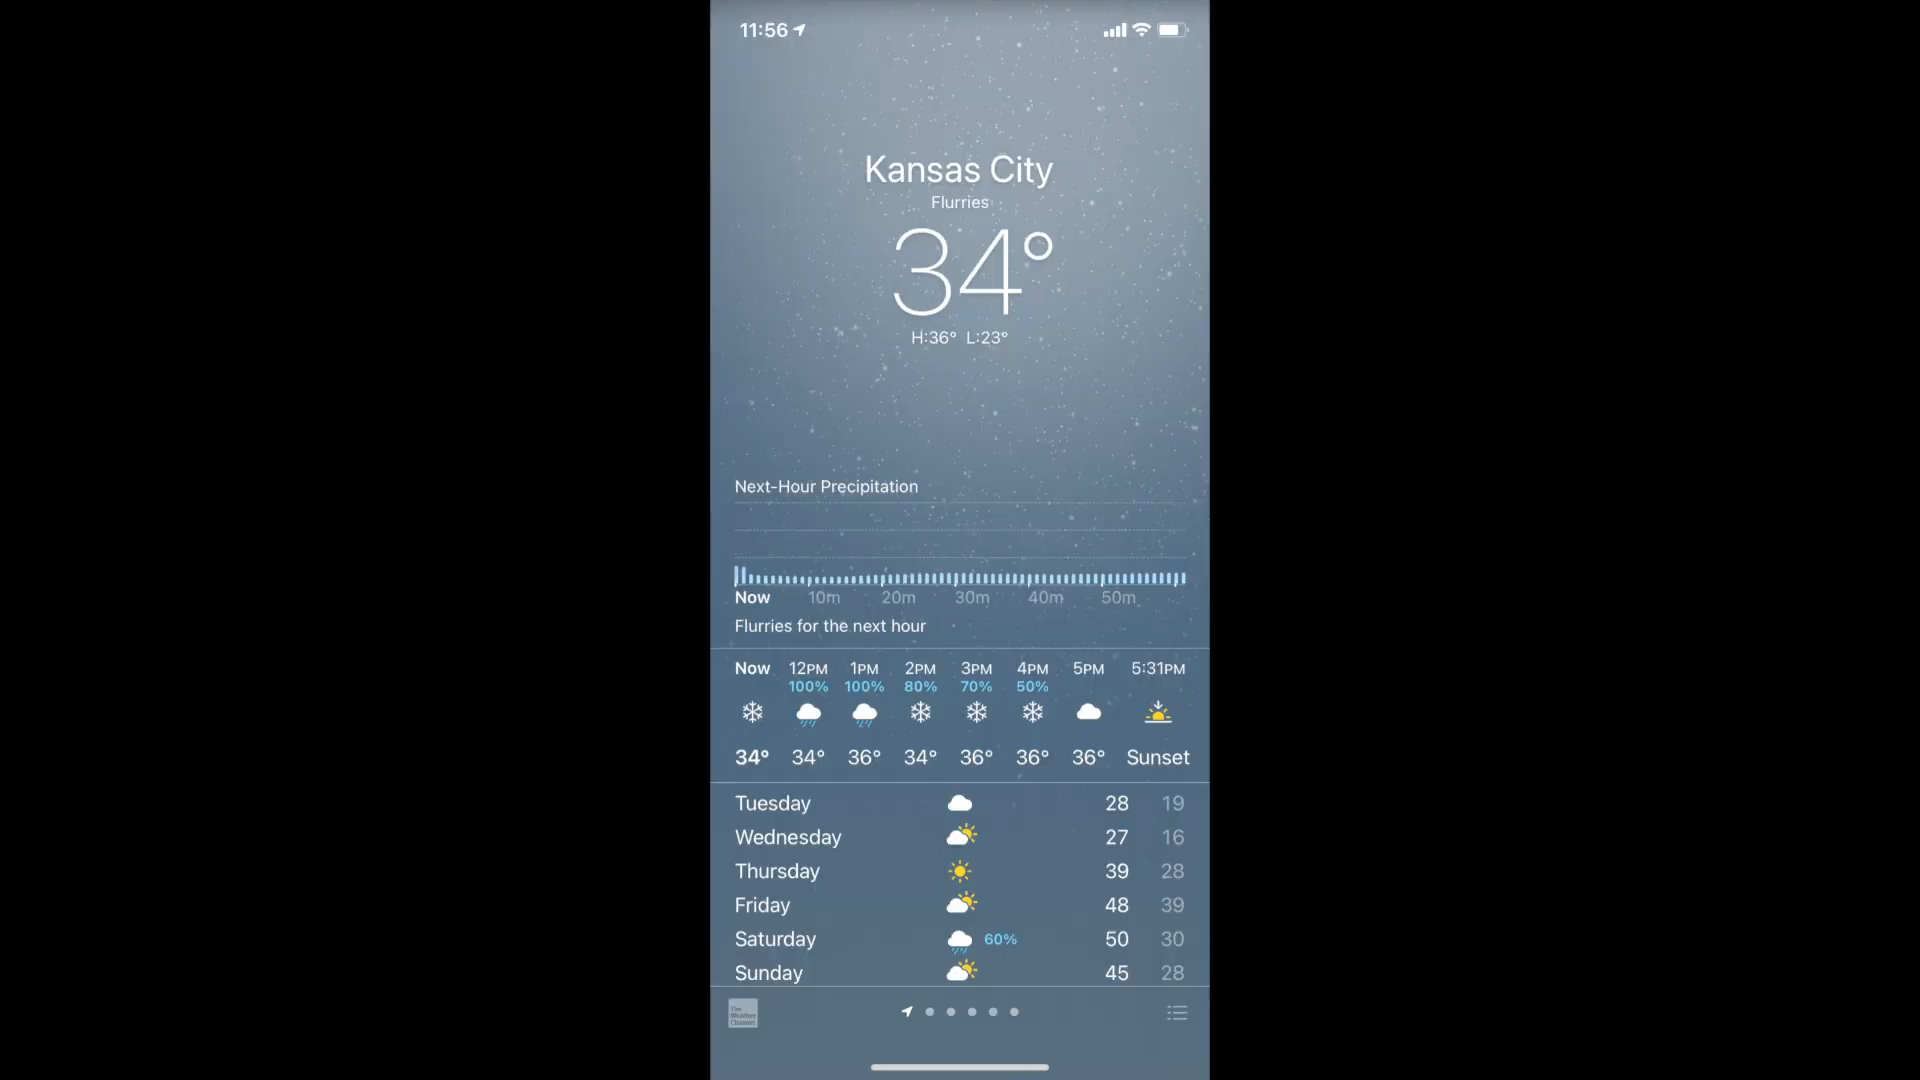 11:56
Kansas City
Flurries
34°
H:36° L:23°
Next-Hour Precipitation
Now 10m 20m 30m 40m 50m
Flurries for the next hour
Now 12PM 1PM 2PM 3PM 4PM 5PM 5:31PM
100% 100% 80% 70% 50%
34° 34° 36° 34° 36° 36° 36° Sunset
Tuesday 28 19
Wednesday 27 16
Thursday 39 28
Friday 48 39
Saturday 60% 50 30
Sunday 45 28
The
Weather
Channel